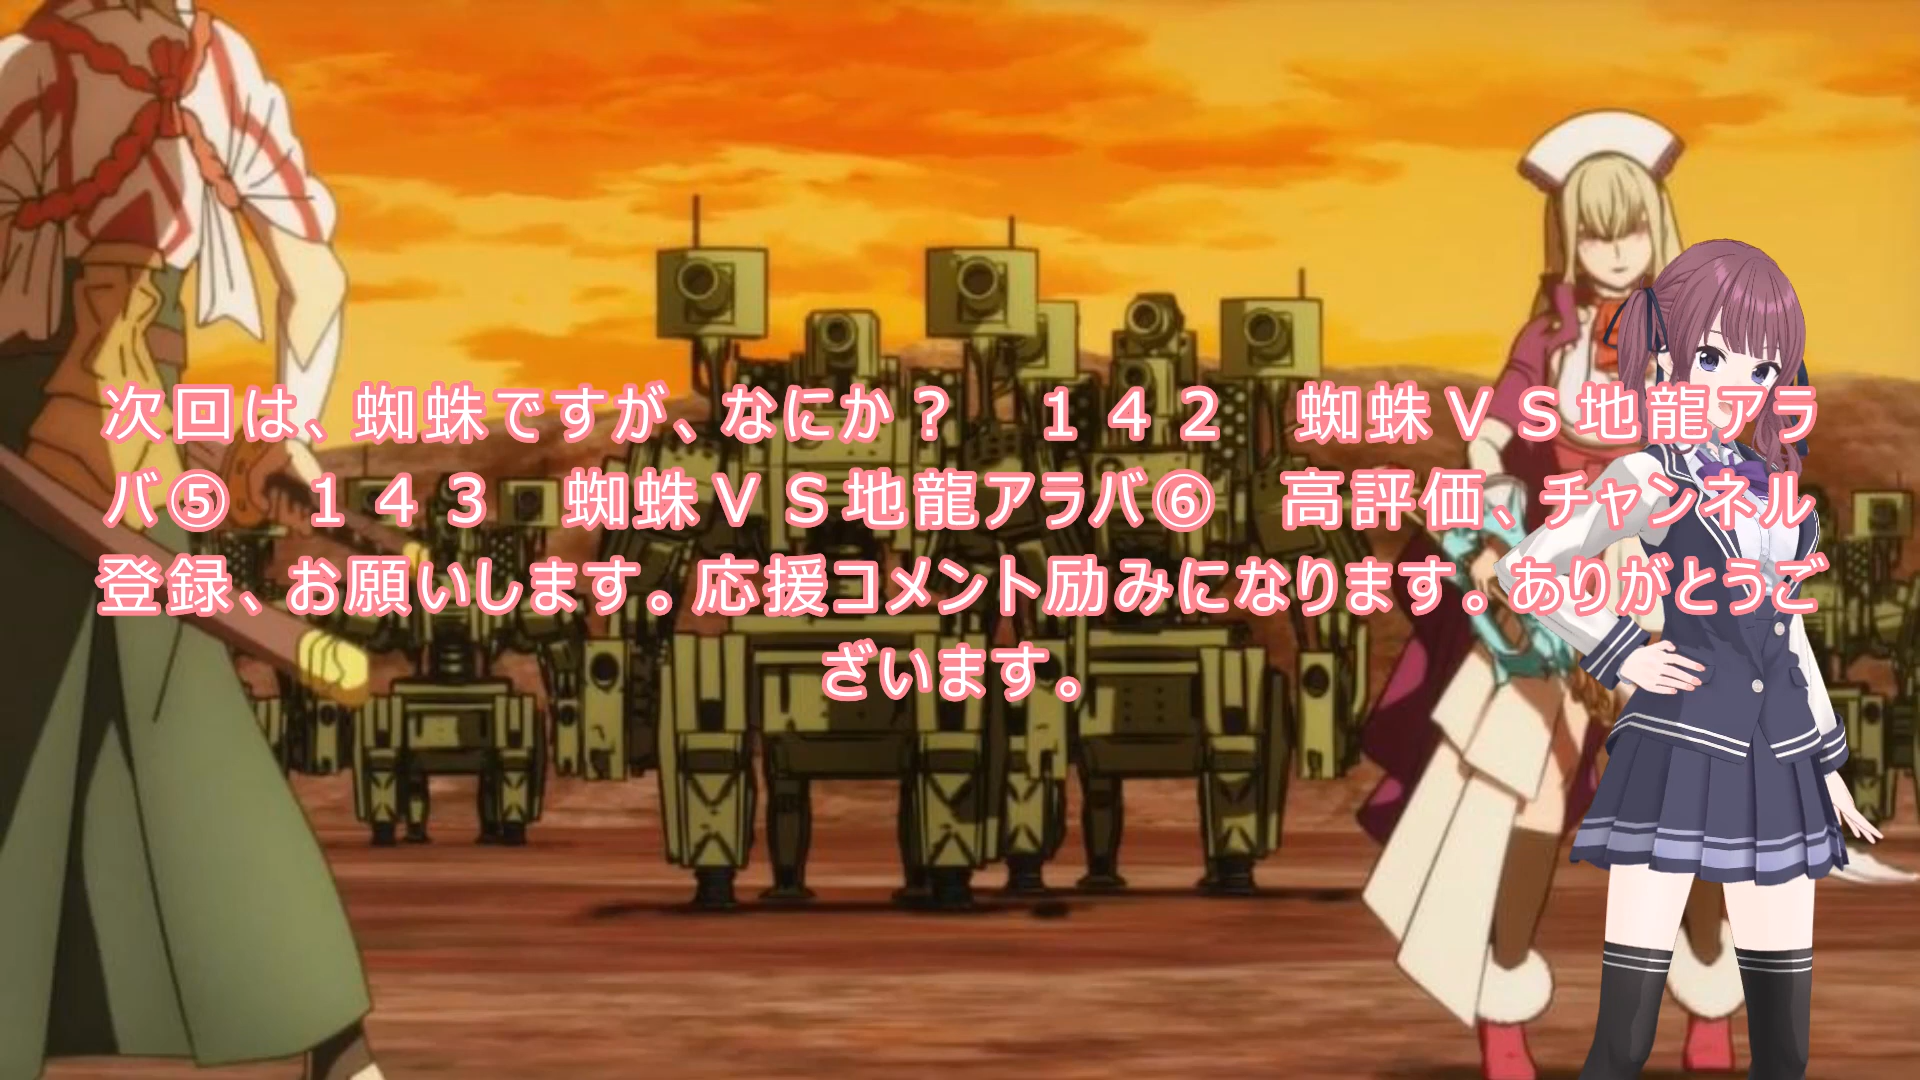 次回は、蜘蛛ですが、なにか？　１４２　蜘蛛ＶＳ地龍アラ
バ⑤　１４３　蜘蛛ＶＳ地龍アラバ⑥　高評価、チャンネル
登録、お願いします。応援コメント励みになります。ありがとうご
ざいます。